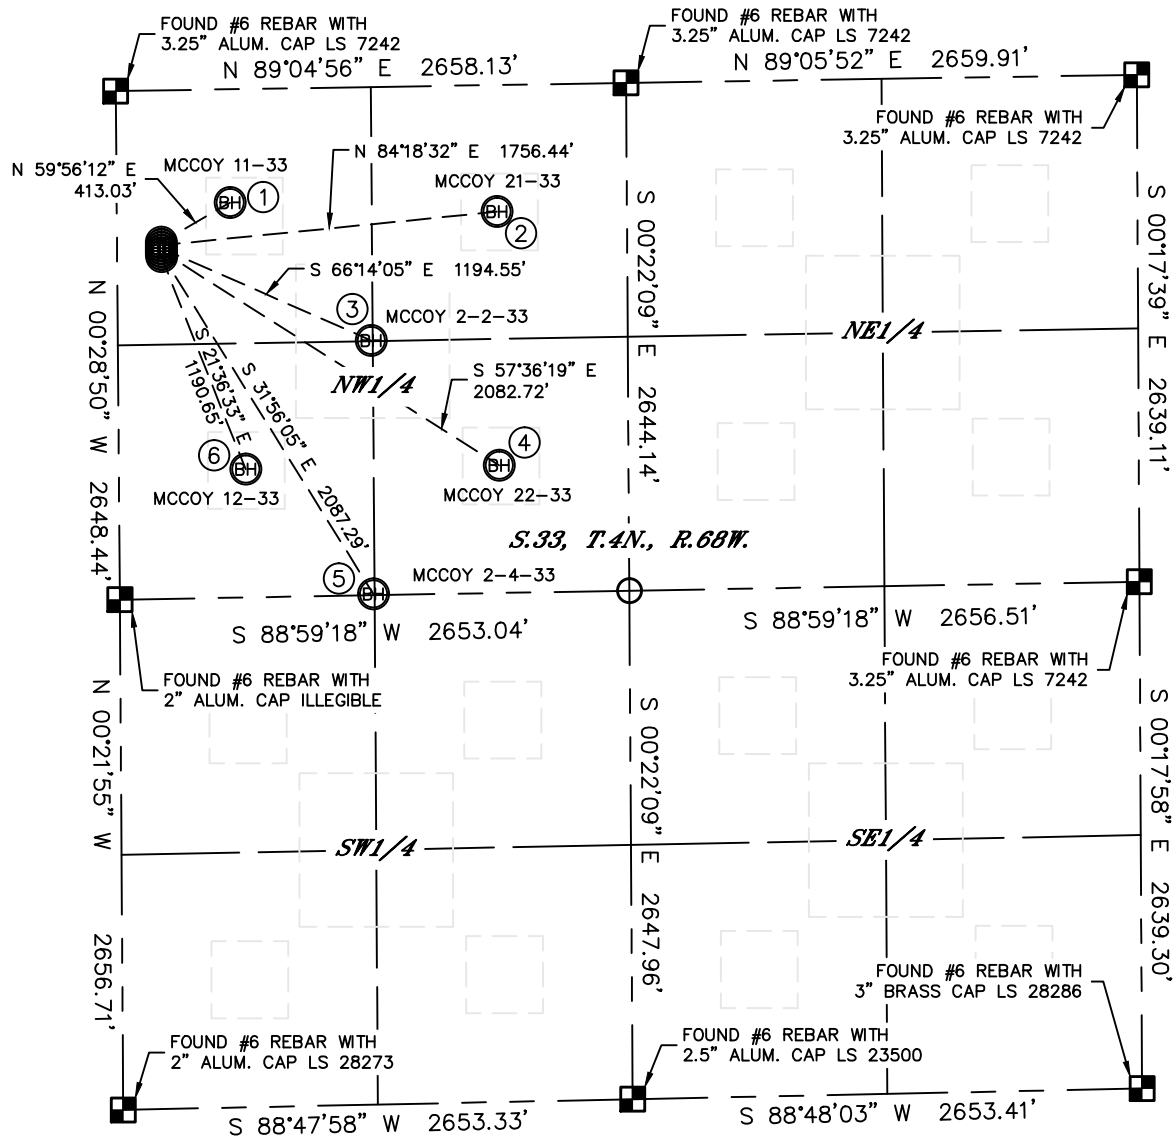 FOUND #6 REBAR WITH
3.25" ALUM. CAP LS 7242
FOUND #6 REBAR WITH
3.25" ALUM. CAP LS 7242
N 89°04'56" E 2658.13'
N 89°05'52" E 2659.91'
FOUND #6 REBAR WITH
3.25" ALUM. CAP LS 7242
N 59°56'12" E
413.03'
MCCOY 11-33
BH
1
N 84°18'32" E 1756.44'
MCCOY 21-33
BH
2
S 66°14'05" E 1194.55'
3
MCCOY 2-2-33
BH
NW1/4
NE1/4
S 57°36'19" E
2082.72'
N 00°28'50" W 2648.44'
S 21°36'33" E
1190.65'
S 31°56'05" E 2087.29'
S 00°22'09" E 2644.14'
S 00°17'39" E 2639.11'
4
BH
MCCOY 22-33
6
BH
MCCOY 12-33
S.33, T.4N., R.68W.
5
BH
MCCOY 2-4-33
S 88°59'18" W 2653.04'
S 88°59'18" W 2656.51'
FOUND #6 REBAR WITH
2" ALUM. CAP ILLEGIBLE
FOUND #6 REBAR WITH
3.25" ALUM. CAP LS 7242
N 00°21'55" W 2656.71'
S 00°22'09" E 2647.96'
S 00°17'58" E 2639.30'
SW1/4
SE1/4
FOUND #6 REBAR WITH
3" BRASS CAP LS 28286
FOUND #6 REBAR WITH
2" ALUM. CAP LS 28273
FOUND #6 REBAR WITH
2.5" ALUM. CAP LS 23500
S 88°47'58" W 2653.33'
S 88°48'03" W 2653.41'